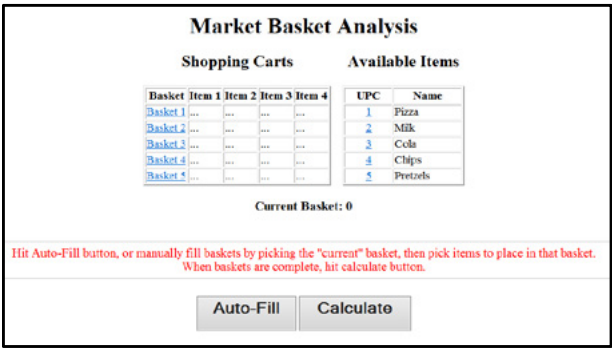 Market Basket Analysis
Shopping Carts
Basket Item 1 Item 2 Item 3 Item 4
Basket 1 ... ... ... ...
Basket 2 ... ... ... ...
Basket 3 ... ... ... ...
Basket 4 ... ... ... ...
Basket 5 ... ... ... ...
Available Items
UPC Name
1 Pizza
2 Milk
3 Cola
4 Chips
5 Pretzels
Current Basket: 0
Hit Auto-Fill button, or manually fill baskets by picking the "current" basket, then pick items to place in that basket.
When baskets are complete, hit calculate button.
Auto-Fill
Calculate